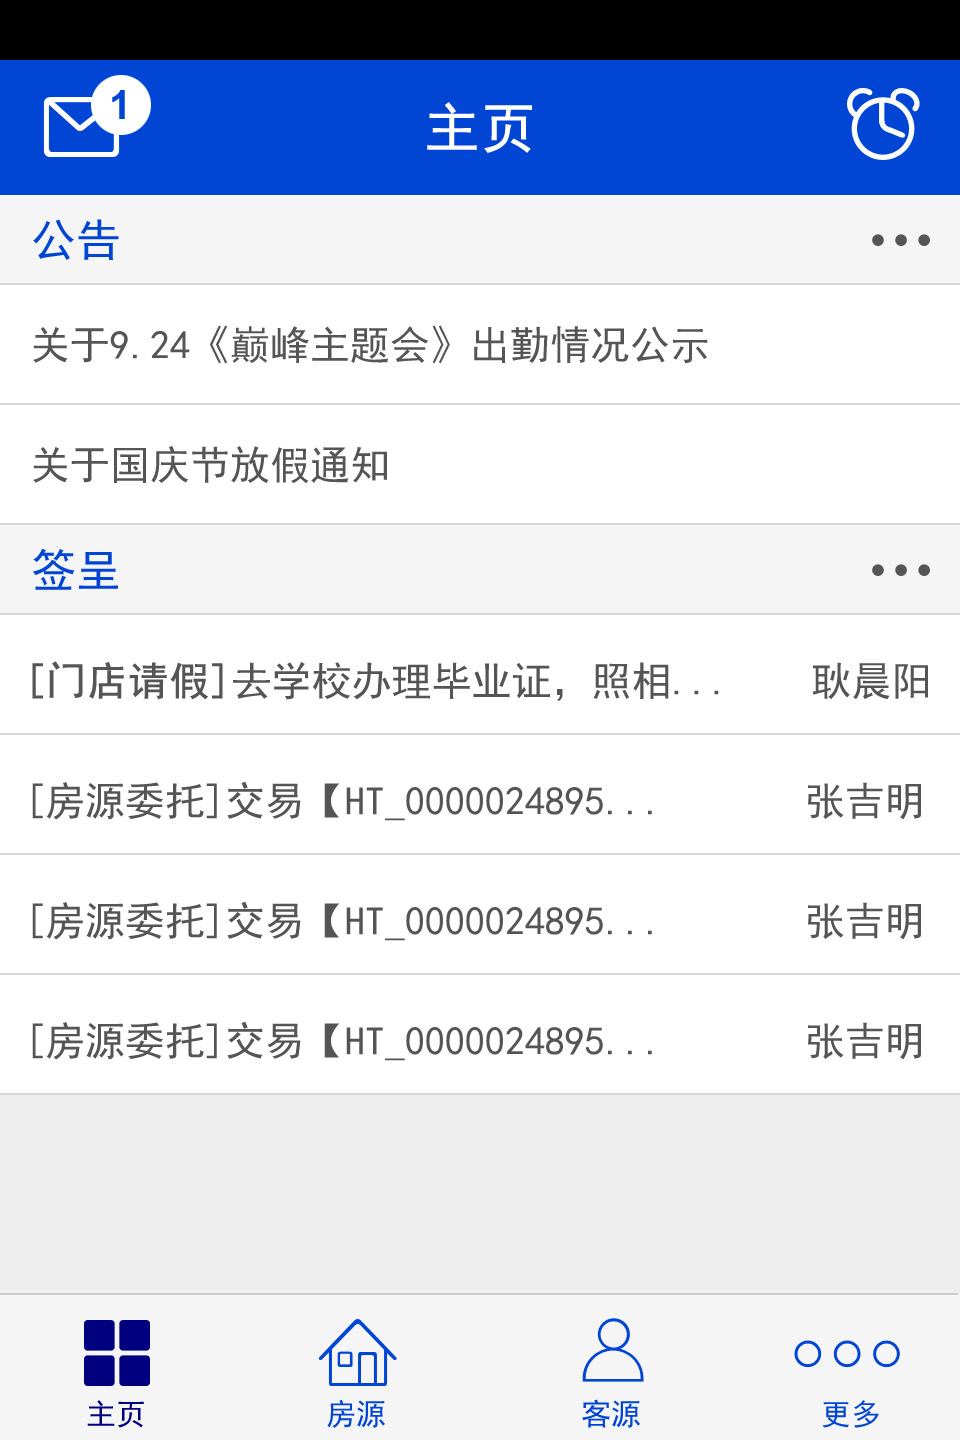 1
主页
公告
关于9.24《巅峰主题会》出勤情况公示
关于国庆节放假通知
签呈
[门店请假]去学校办理毕业证，照相... 耿晨阳
[房源委托]交易【HT_0000024895... 张吉明
[房源委托]交易【HT_0000024895... 张吉明
[房源委托]交易【HT_0000024895... 张吉明
主页 房源 客源 更多